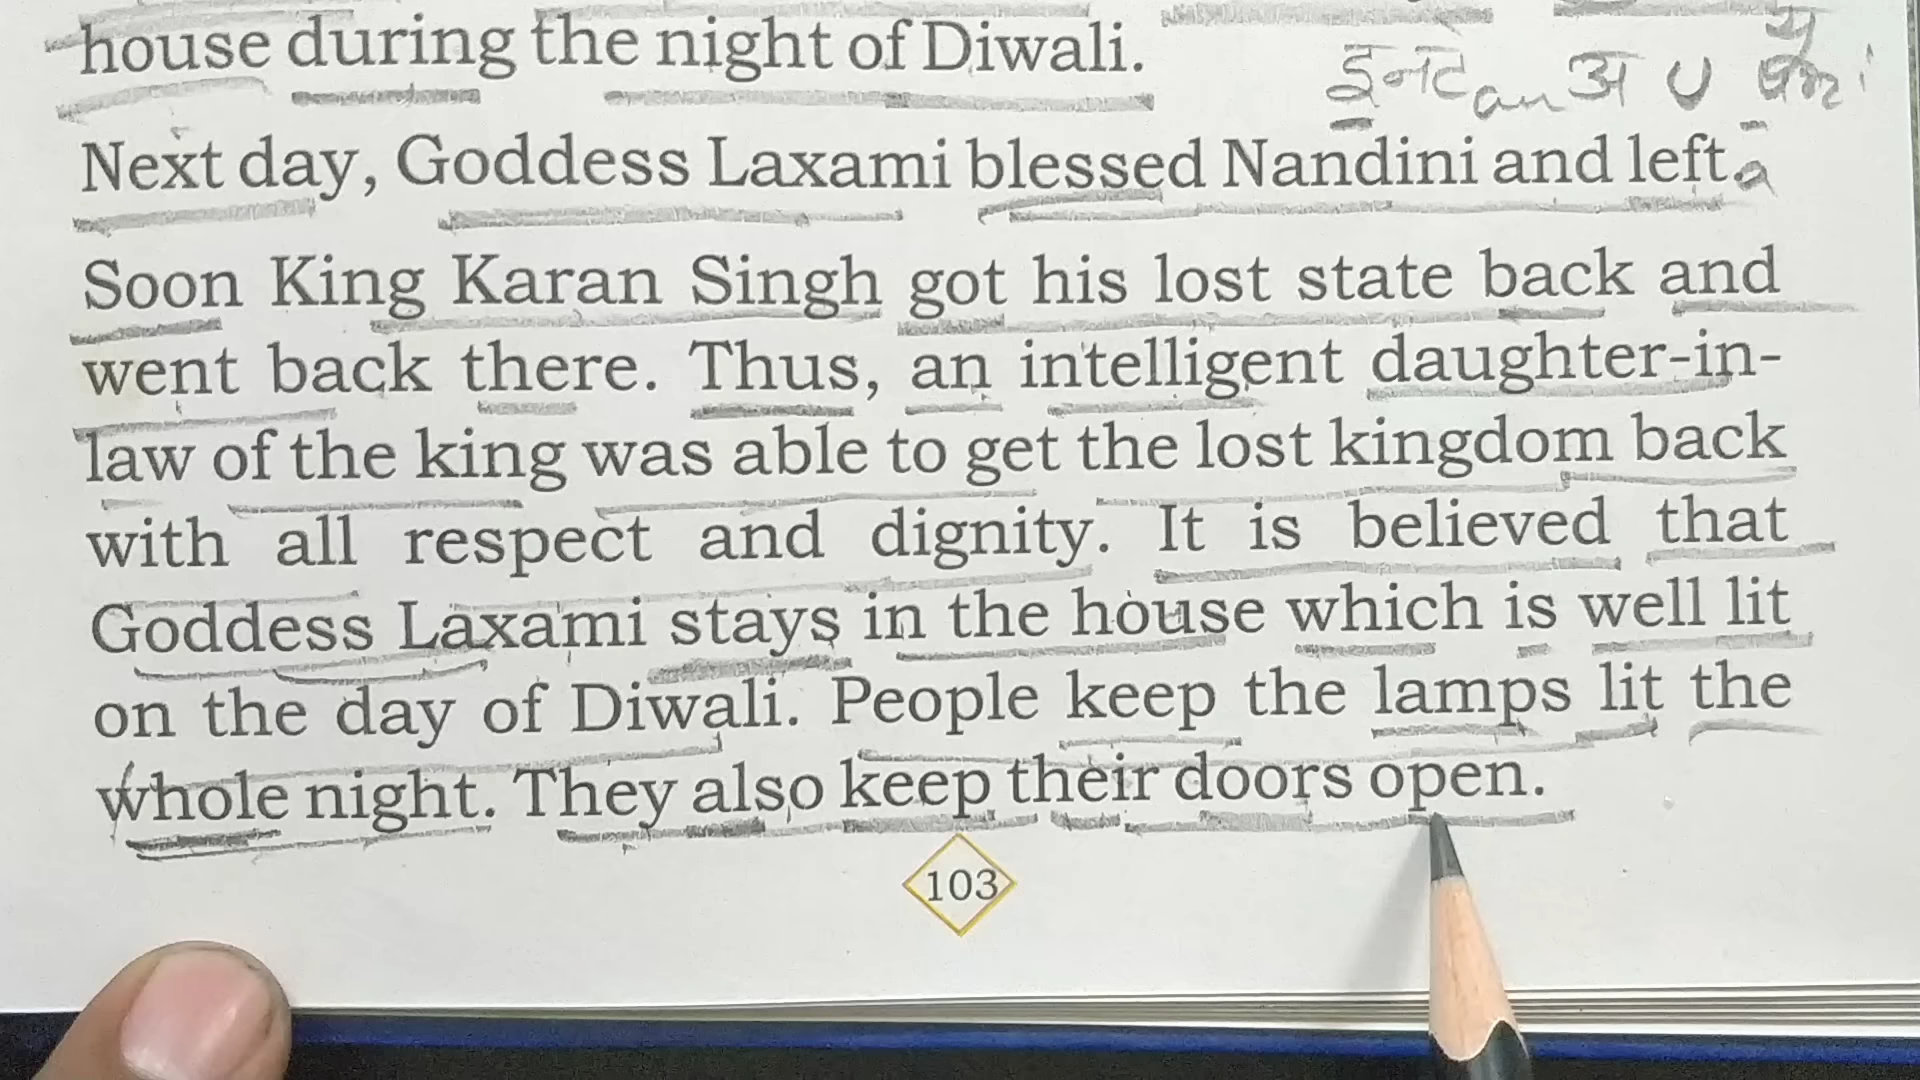 house during the night of Diwali.
इनट an अ U
Next day, Goddess Laxami blessed Nandini and left.
Soon King Karan Singh got his lost state back and
went back there. Thus, an intelligent daughter-in-
law of the king was able to get the lost kingdom back
with all respect and dignity. It is believed that
Goddess Laxami stays in the house which is well lit
on the day of Diwali. People keep the lamps lit the
whole night. They also keep their doors open.
103